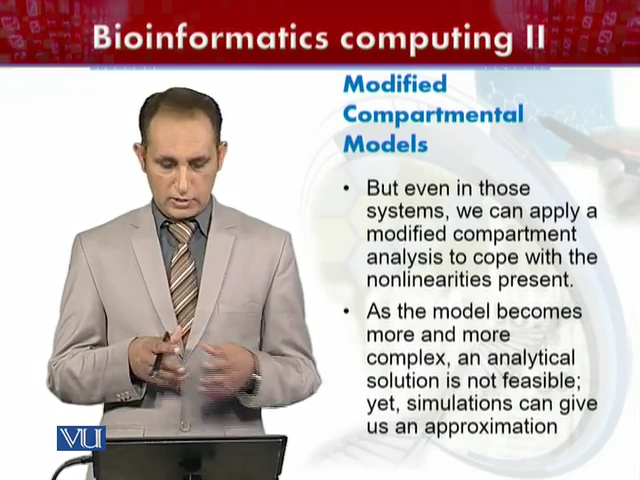 Bioinformatics computing II
Modified
Compartmental
Models
• But even in those
systems, we can apply a
modified compartment
analysis to cope with the
nonlinearities present.
• As the model becomes
more and more
complex, an analytical
solution is not feasible;
yet, simulations can give
us an approximation
VU